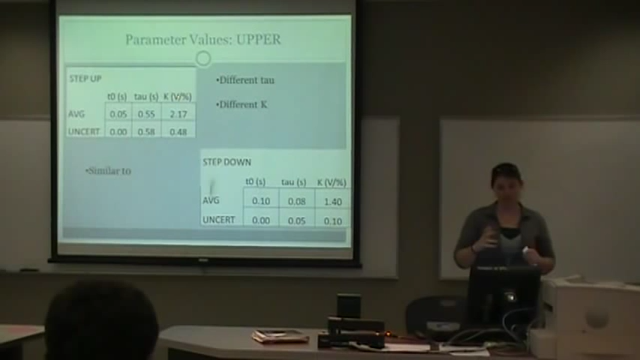 Parameter Values: UPPER
STEP UP
t0 (s) tau (s) K (V/%)
AVG 0.05 0.55 2.17
UNCERT 0.00 0.58 0.48
•Different tau
•Different K
•Similar t0
STEP DOWN
t0 (s) tau (s) K (V/%)
AVG 0.10 0.08 1.40
UNCERT 0.00 0.05 0.10